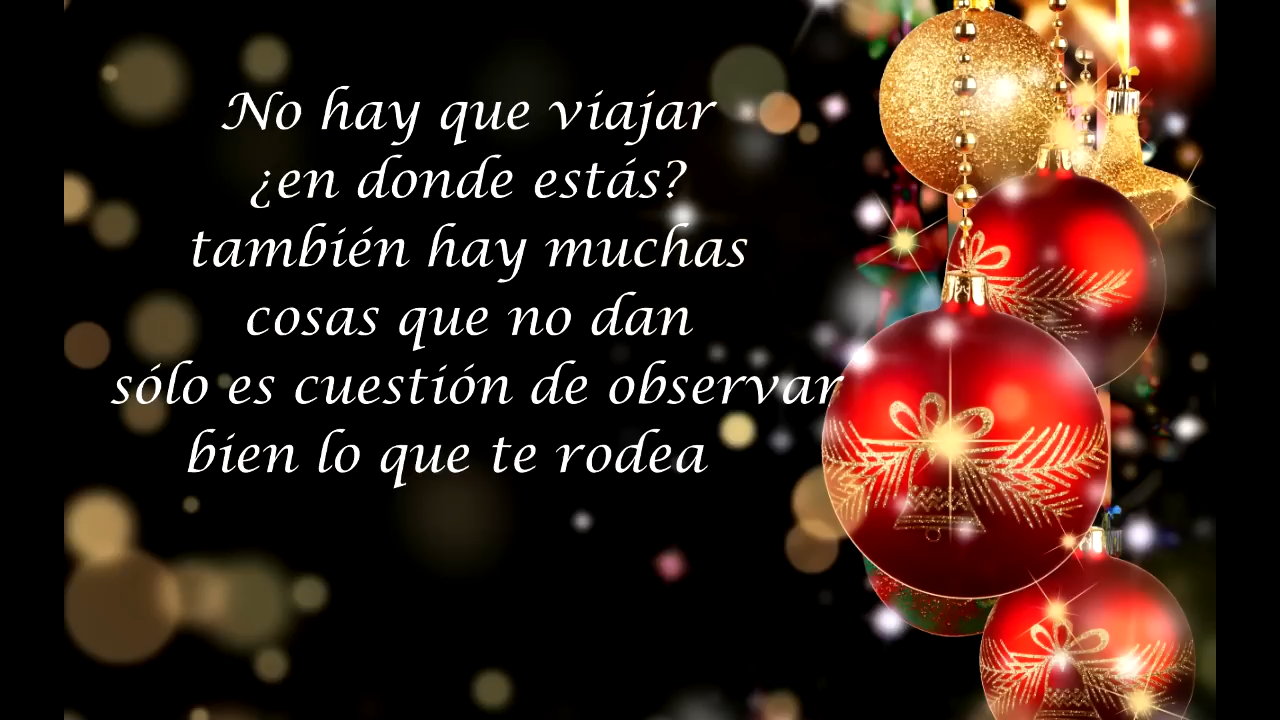 No hay que viajar
¿en donde estás?
también hay muchas
cosas que no dan
sólo es cuestión de observar
bien lo que te rodea